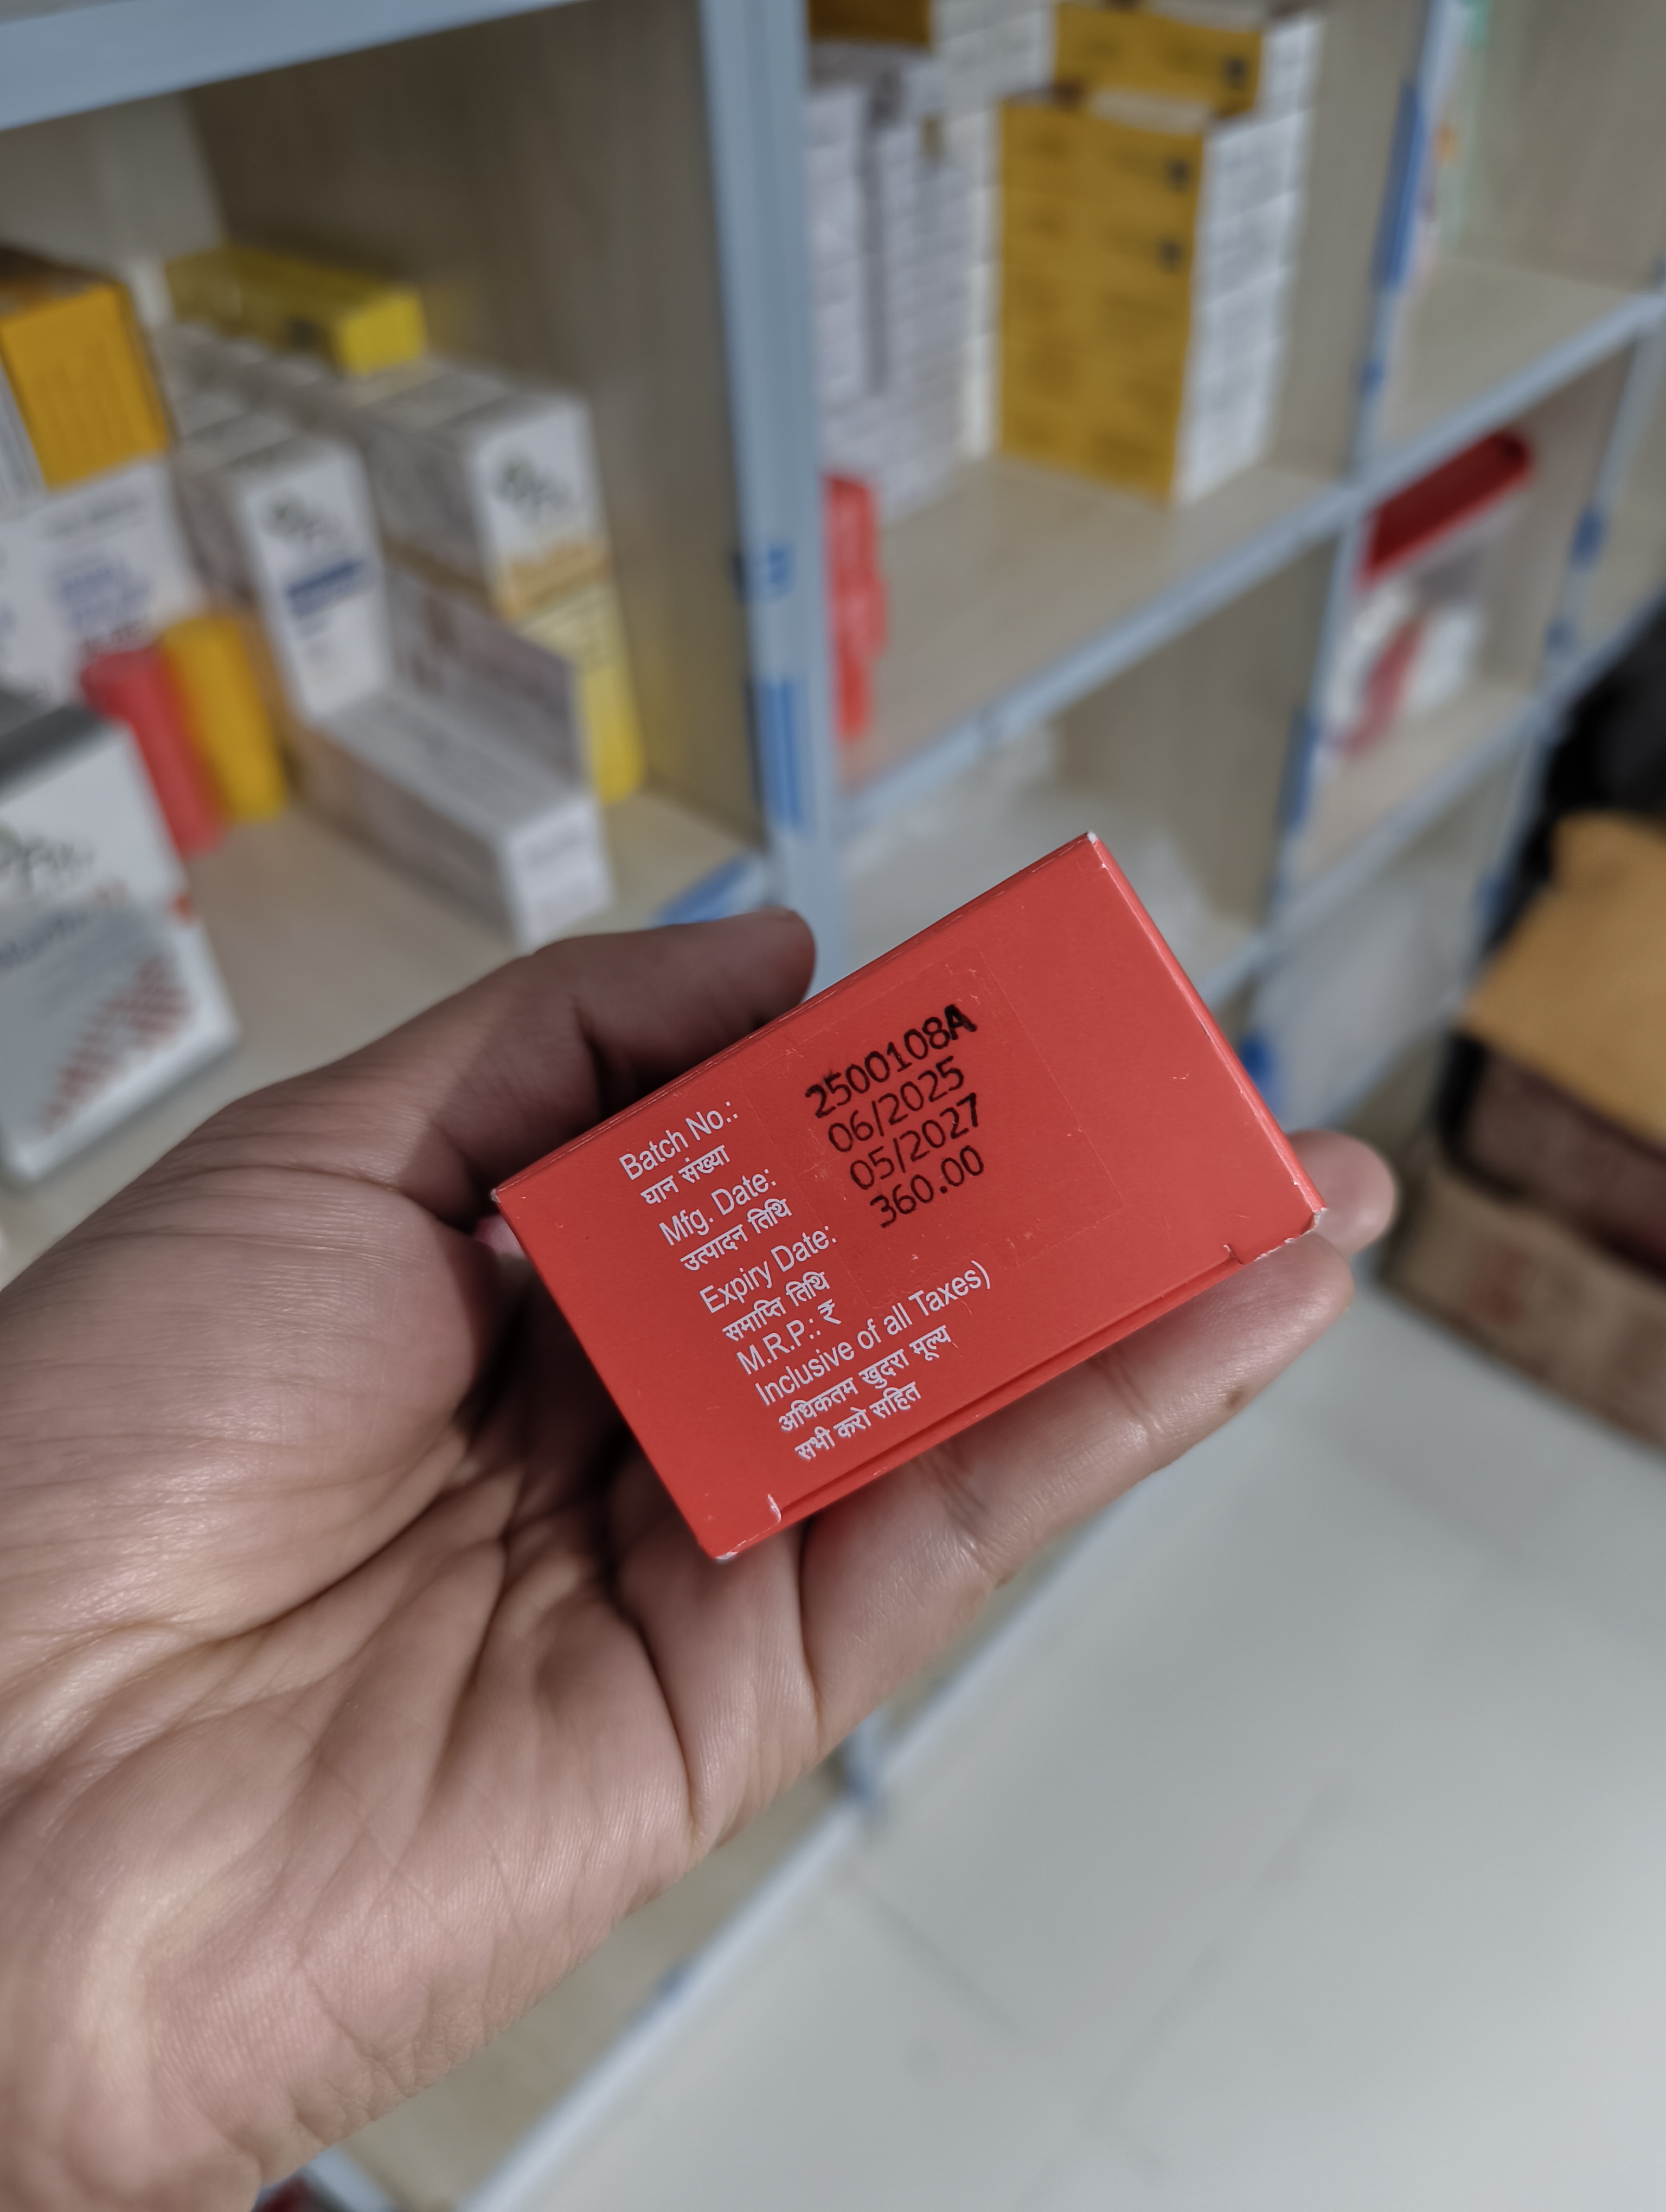 Batch No.:
घान संख्या
Mfg. Date:
उत्पादन तिथि
Expiry Date:
समाप्ति तिथि
M.R.P.: ₹
Inclusive of all Taxes)
अधिकतम खुदरा मूल्य
सभी करो सहित
2500108A
06/2025
05/2027
360.00